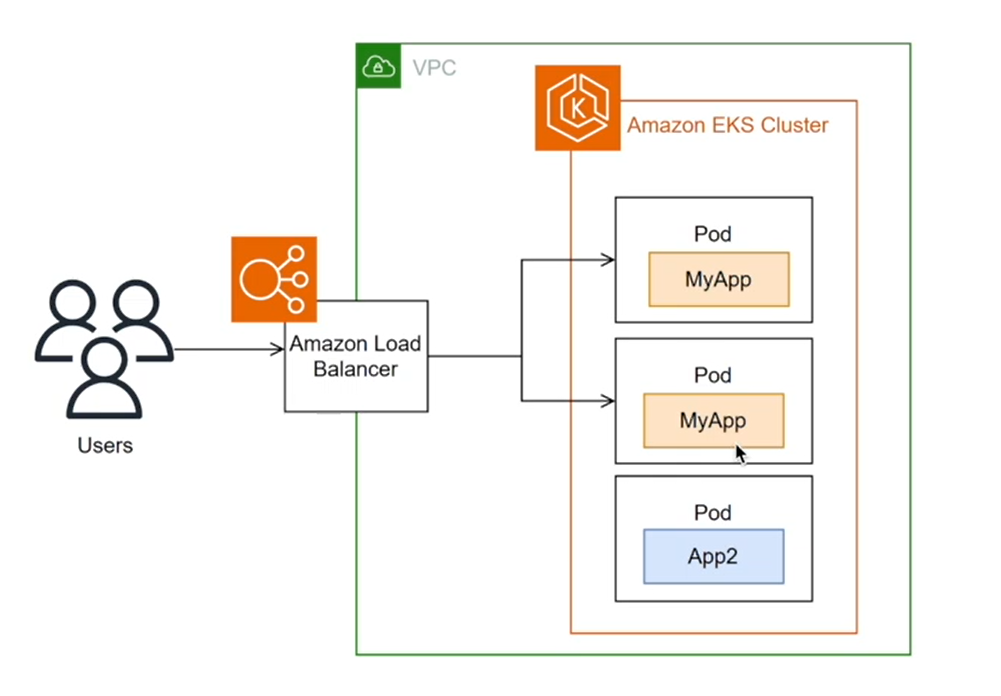 VPC
K
Amazon EKS Cluster
Pod
MyApp
Amazon Load
Balancer
Pod
MyApp
Users
Pod
App2